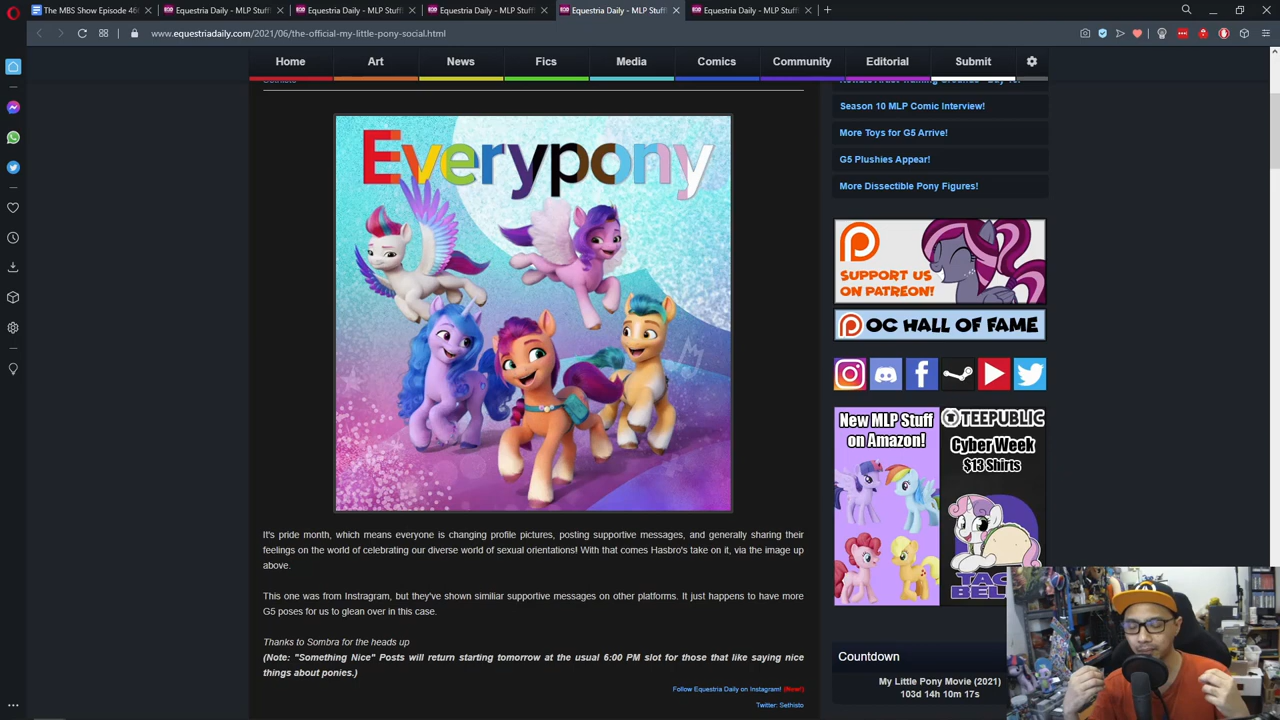 The MBS Show Episode 46
Equestria Daily - MLP Stuff!
Equestria Daily - MLP Stuff!
Equestria Daily - MLP Stuff!
Equestria Daily - MLP Stuff!
Equestria Daily - MLP Stuff!
www.equestriadaily.com/2021/06/the-official-my-little-pony-social.html
Home Art News Fics Media Comics Community Editorial Submit
Season 10 MLP Comic Interview!
More Toys for G5 Arrive!
G5 Plushies Appear!
More Dissectible Pony Figures!
Everypony
SUPPORT US
ON PATREON!
OC HALL OF FAME
New MLP Stuff
on Amazon!
TEEPUBLIC
Cyber Week
$13 Shirts
It's pride month, which means everyone is changing profile pictures, posting supportive messages, and generally sharing their
feelings on the world of celebrating our diverse world of sexual orientations! With that comes Hasbro's take on it, via the image up
above.
This one was from Instragram, but they've shown similiar supportive messages on other platforms. It just happens to have more
G5 poses for us to glean over in this case.
Thanks to Sombra for the heads up
(Note: "Something Nice" Posts will return starting tomorrow at the usual 6:00 PM slot for those that like saying nice
things about ponies.)
Follow Equestria Daily on Instagram! (New!)
Twitter: Sethisto
Countdown
My Little Pony Movie (2021)
103d 14h 10m 17s